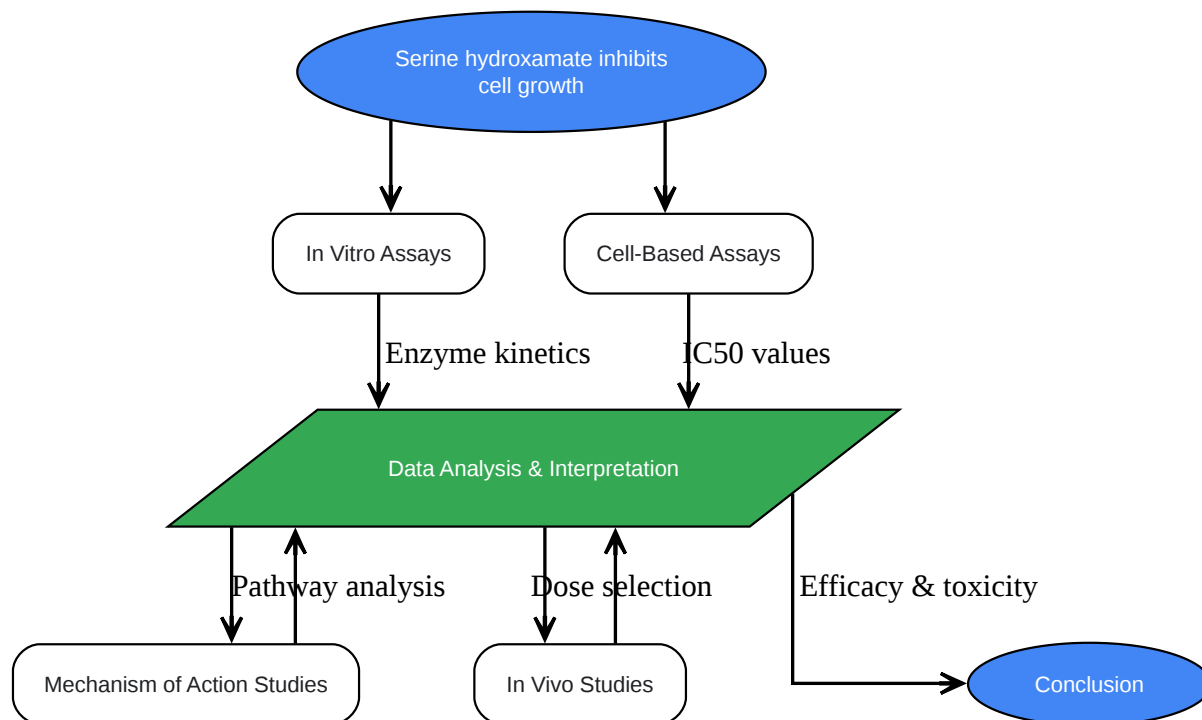 Serine hydroxamate inhibits
cell growth
In Vitro Assays
Cell-Based Assays
Enzyme kinetics
IC50 values
Data Analysis & Interpretation
Pathway analysis
Dose selection
Efficacy & toxicity
Mechanism of Action Studies
In Vivo Studies
Conclusion